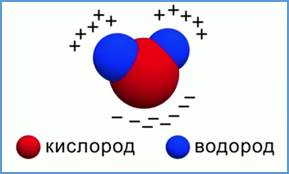 + + + + +
+ + + + +
− − − − − − −
кислород водород